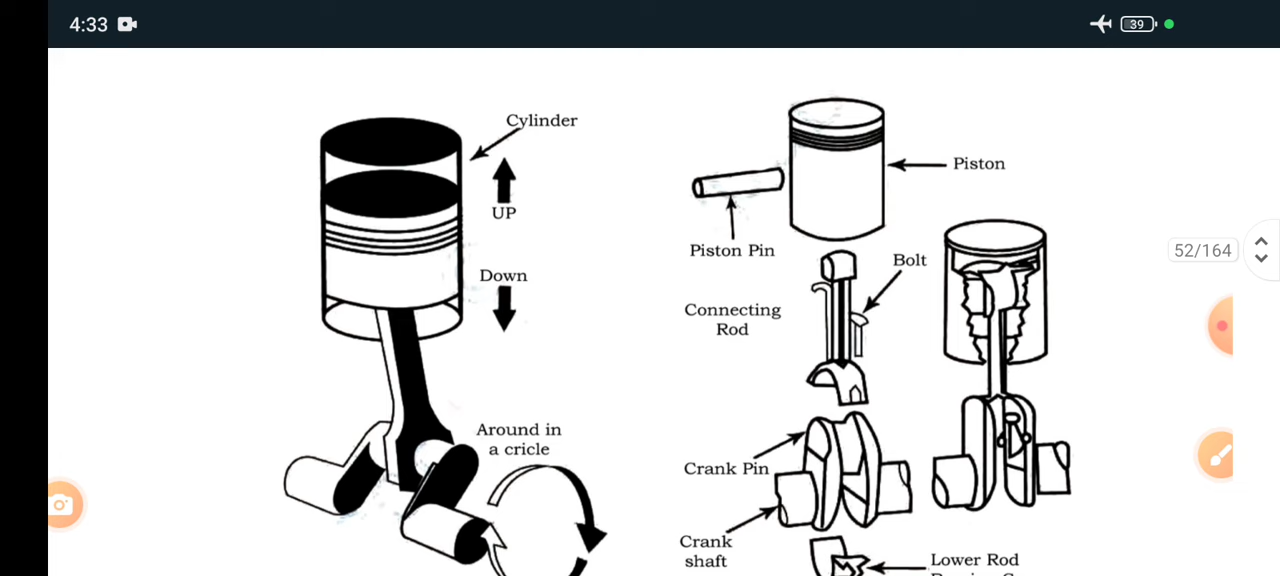 4:33
39
Cylinder
UP
Down
Around in
a cricle
Piston
Piston Pin
Bolt
Connecting
Rod
Crank Pin
Crank
shaft
Lower Rod
52/164